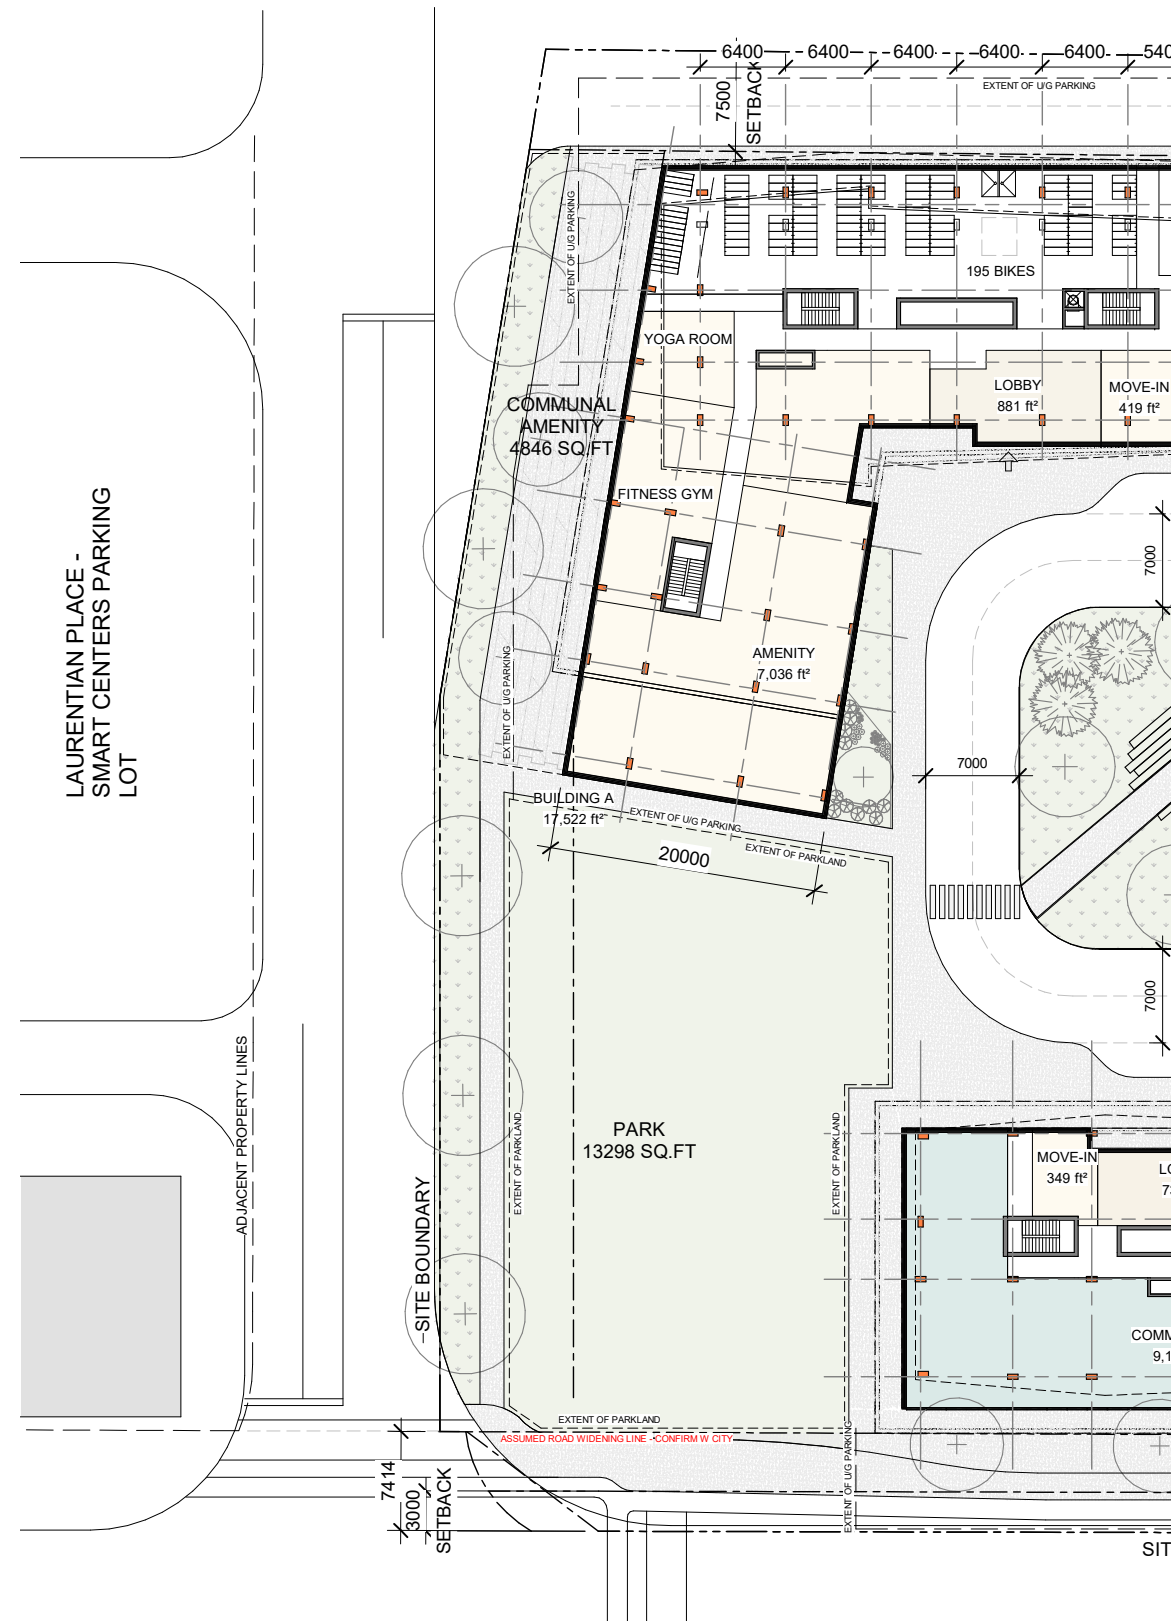 6400
6400
6400
6400
6400
7500
SETBACK
EXTENT OF U/G PARKING
EXTENT OF U/G PARKING
195 BIKES
YOGA ROOM
LOBBY
881 ft²
MOVE-IN
419 ft²
COMMUNAL
AMENITY
4846 SQ.FT
FITNESS GYM
LAURENTIAN PLACE -
SMART CENTERS PARKING
LOT
7000
EXTENT OF U/G PARKING
AMENITY
7,036 ft²
7000
BUILDING A
17,522 ft²
EXTENT OF U/G PARKING
EXTENT OF PARKLAND
20000
7000
ADJACENT PROPERTY LINES
EXTENT OF PARKLAND
PARK
13298 SQ.FT
EXTENT OF PARKLAND
MOVE-IN
349 ft²
SITE BOUNDARY
EXTENT OF PARKLAND
ASSUMED ROAD WIDENING LINE - CONFIRM W CITY
EXTENT OF U/G PARKING
7414
3000
SETBACK